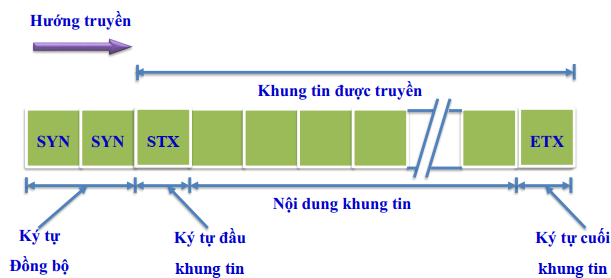 Hướng truyền
Khung tin được truyền
SYN SYN STX ETX
Nội dung khung tin
Ký tự
Đồng bộ
Ký tự đầu
khung tin
Ký tự cuối
khung tin